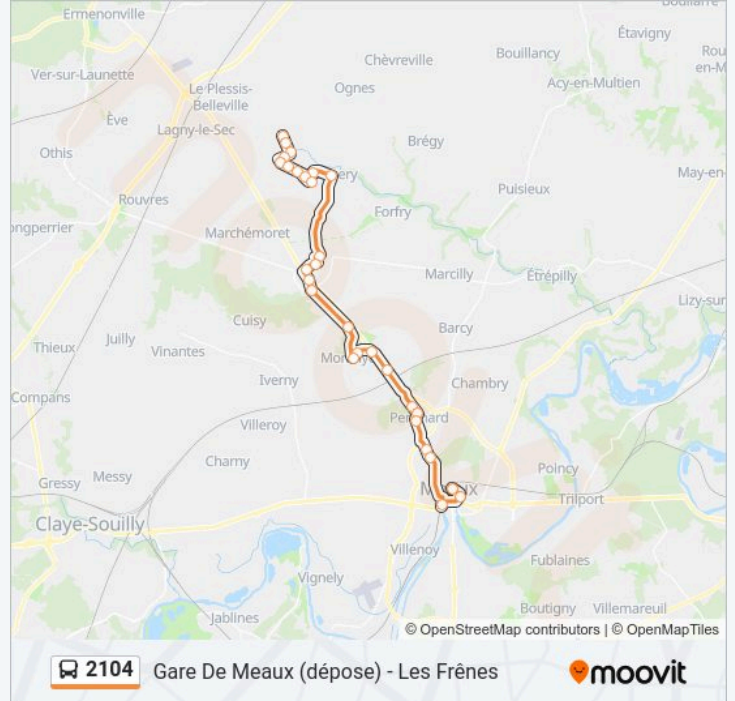 Ermenonville
Bouillancy
Étavigny
Chèvreville
Ver-sur-Launette
Le Plessis-
Belleville
Ognes
Acy-en-Multien
Ève
Lagny-le-Sec
Brégy
Othis
May-en-
Rouvres
Puisieux
Forfry
Marchémoret
Marcilly
Étrépilly
Lizy-sur
Cuisy
Barcy
Juilly
Thieux
Vinantes
Iverny
Chambry
Compans
Villeroy
Charny
Messy
Gressy
Poincy
Trilport
Claye-Souilly
Villenoy
Fublaines
Vignely
Boutigny
Villemareuil
Jablines
© OpenStreetMap contributors | © OpenMapTiles
2104 Gare De Meaux (dépose) - Les Frênes moovit